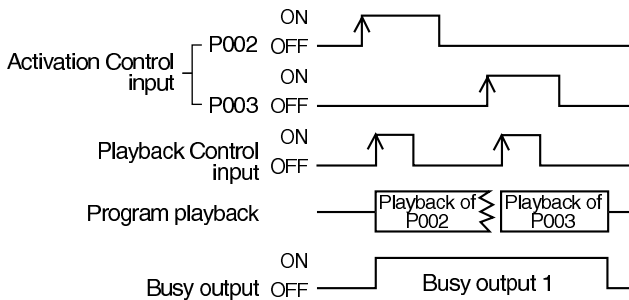 ON
P002 OFF
Activation Control
input
ON
P003 OFF
ON
Playback Control OFF
input
Program playback
Playback of
P002
Playback of
P003
ON
Busy output OFF
Busy output 1